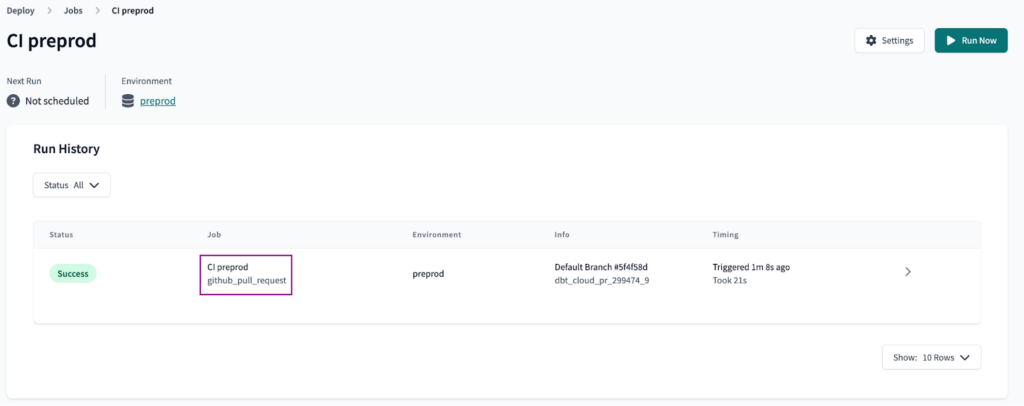 Deploy > Jobs > CI preprod
CI preprod
Settings
Run Now
Next Run
Environment
? Not scheduled
preprod
Run History
Status All
Status Job Environment Info Timing
Success
CI preprod
github_pull_request
preprod
Default Branch #5f4f58d
dbt_cloud_pr_299474_9
Triggered 1m 8s ago
Took 21s
Show: 10 Rows